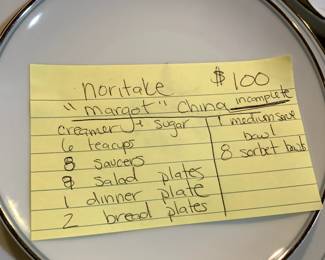 noritake $100
"margot" China incomplete
creamer & sugar
6 teacups
8 saucers
8 salad plates
1 dinner plate
2 bread plates
1 medium
bowl
8 sorbet bowls